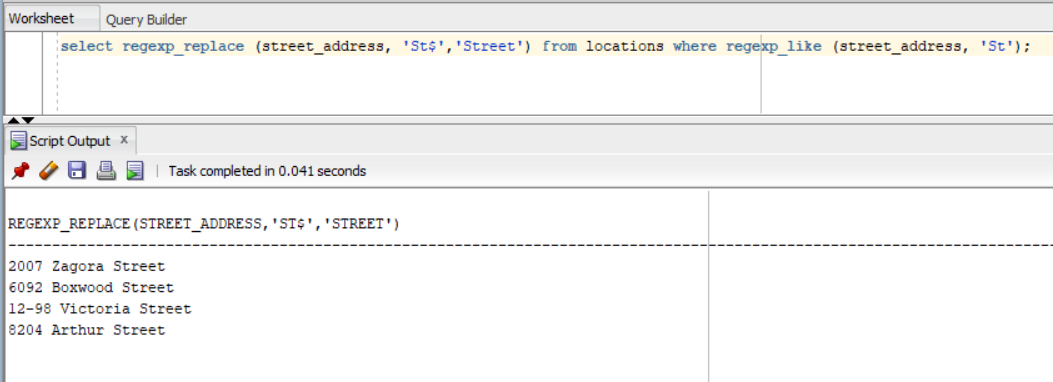 Worksheet Query Builder
select regexp_replace (street_address, 'St$','Street') from locations where regexp_like (street_address, 'St');
Script Output x
Task completed in 0.041 seconds
REGEXP_REPLACE(STREET_ADDRESS,'ST$','STREET')
--------------------------------------------------------------------------------
2007 Zagora Street
6092 Boxwood Street
12-98 Victoria Street
8204 Arthur Street